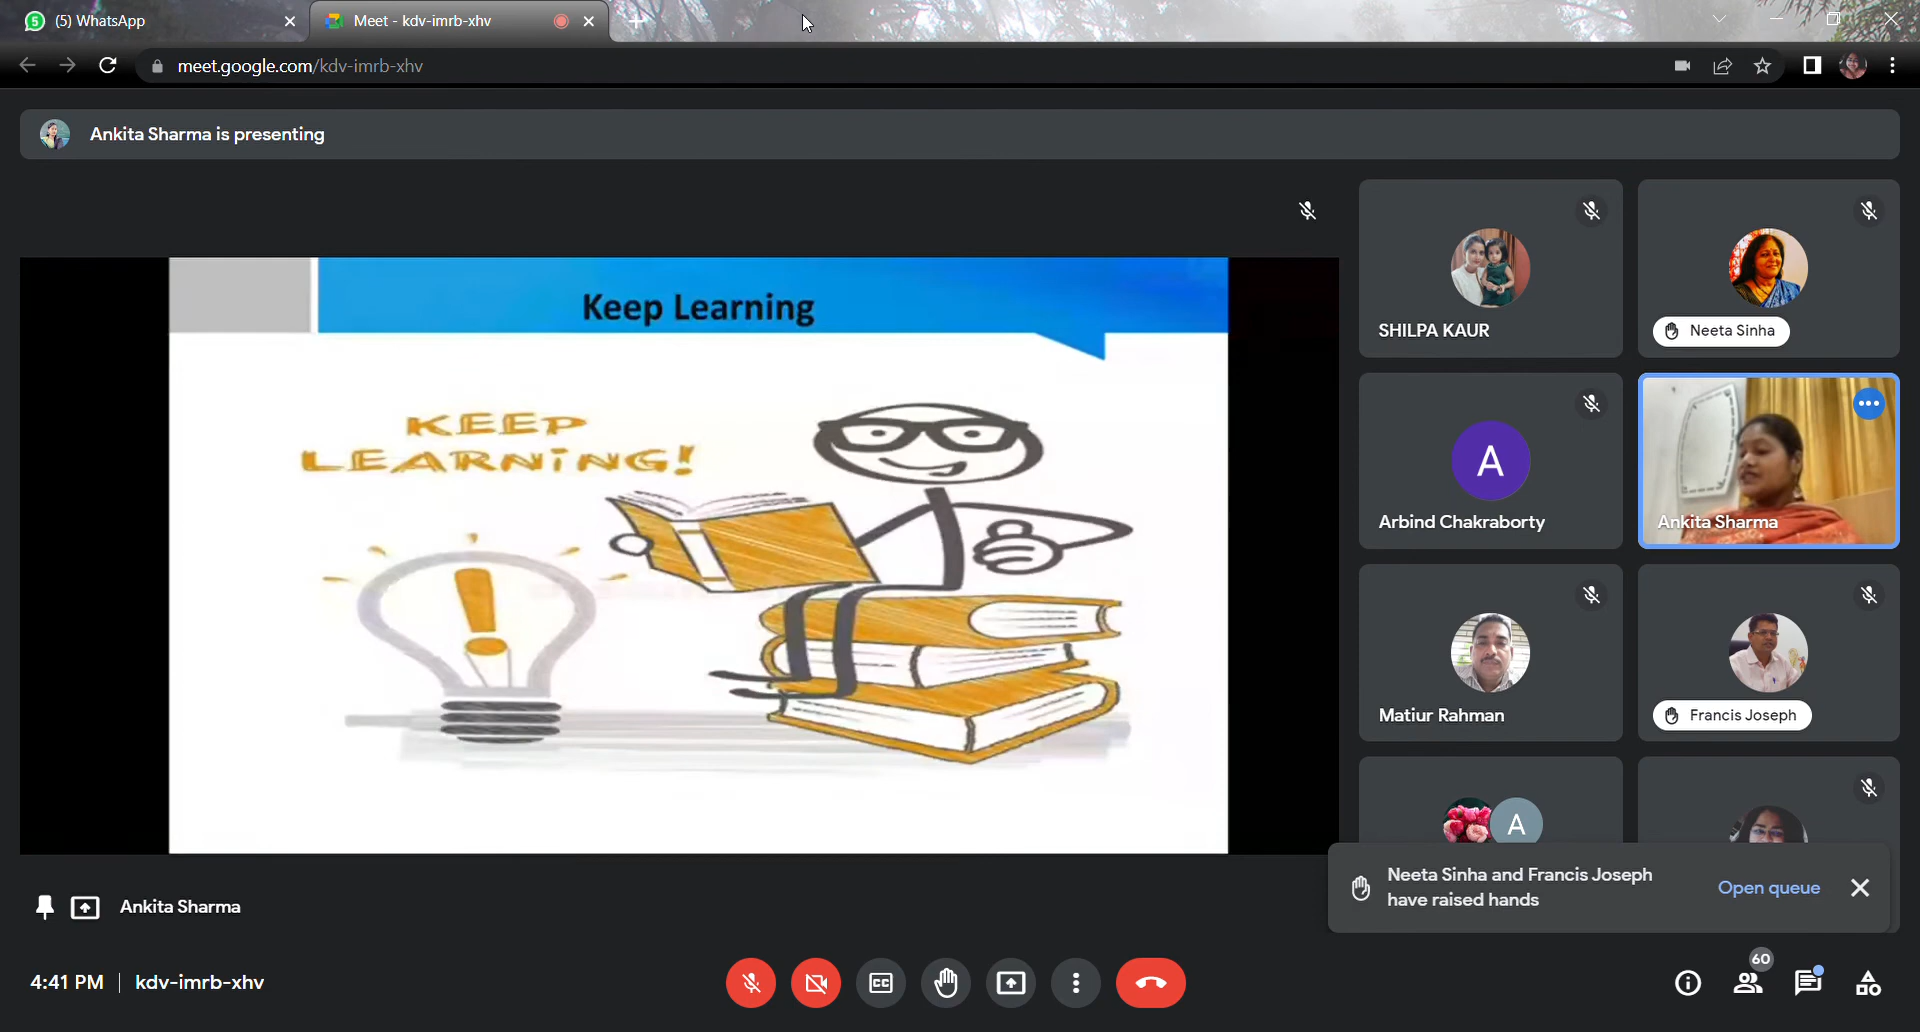 (5) WhatsApp
Meet - kdv-imrb-xhv
meet.google.com/kdv-imrb-xhv
Ankita Sharma is presenting
Keep Learning
KEEP
LEARNiNG!
SHILPA KAUR
Neeta Sinha
A
Arbind Chakraborty
Ankita Sharma
Matiur Rahman
Francis Joseph
A
Neeta Sinha and Francis Joseph
have raised hands
Open queue
Ankita Sharma
4:41 PM | kdv-imrb-xhv
CC
60